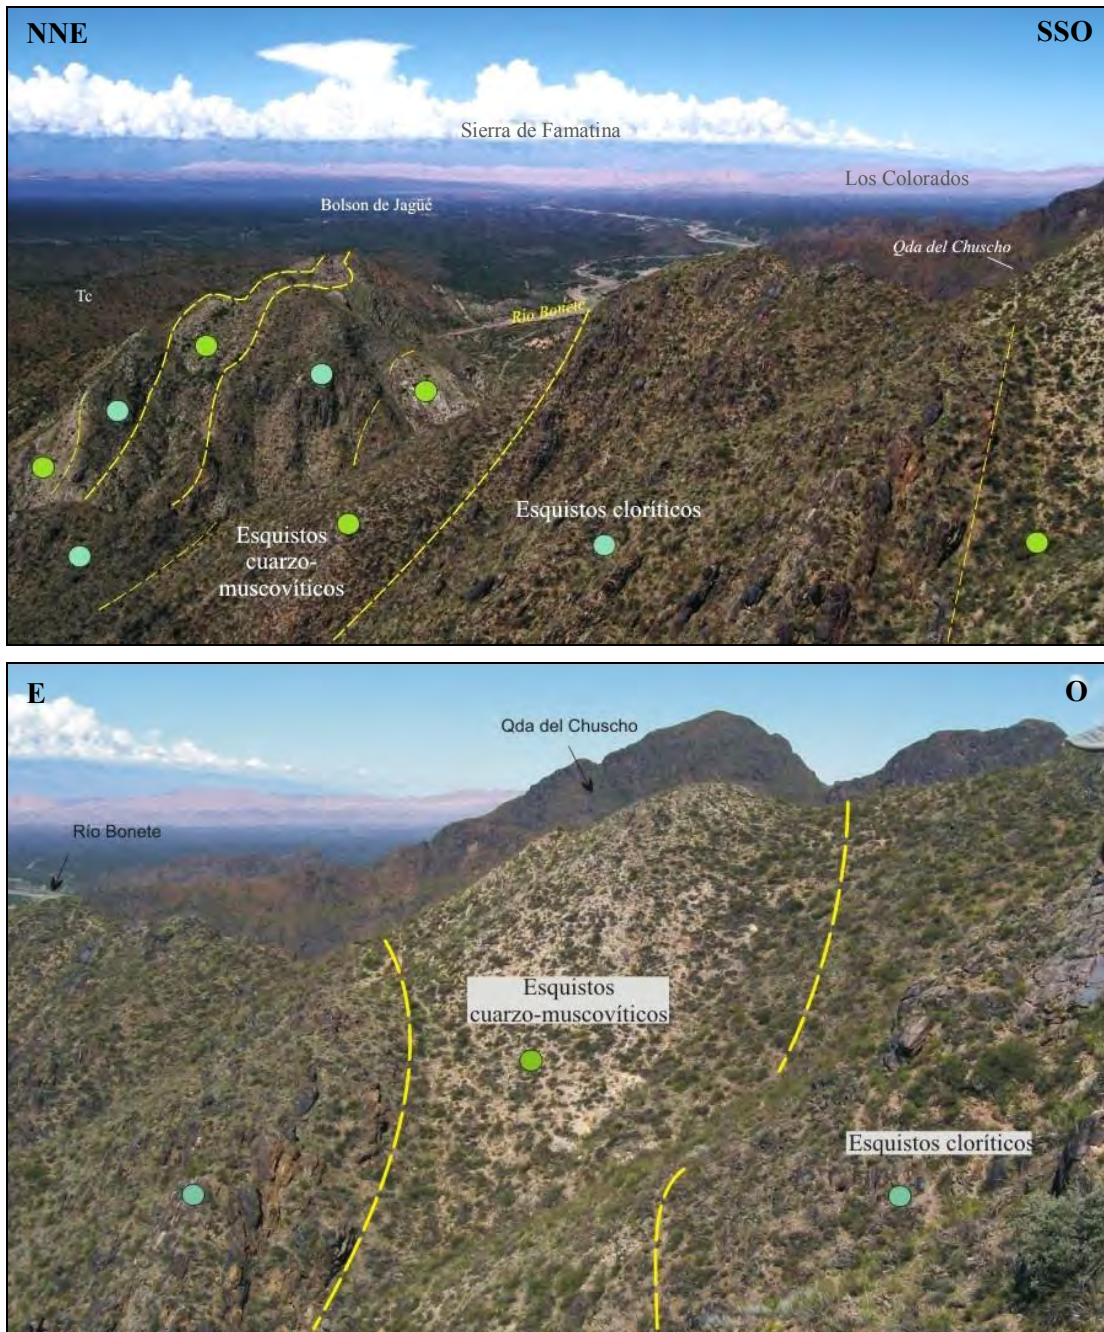 NNE
SSO
Sierra de Famatina
Los Colorados
Bolson de Jagüé
Qda del Chuscho
Tc
Río Bonete
Esquistos cloríticos
Esquistos
cuarzo-
muscovíticos
E
O
Qda del Chuscho
Río Bonete
Esquistos
cuarzo-muscovíticos
Esquistos cloríticos